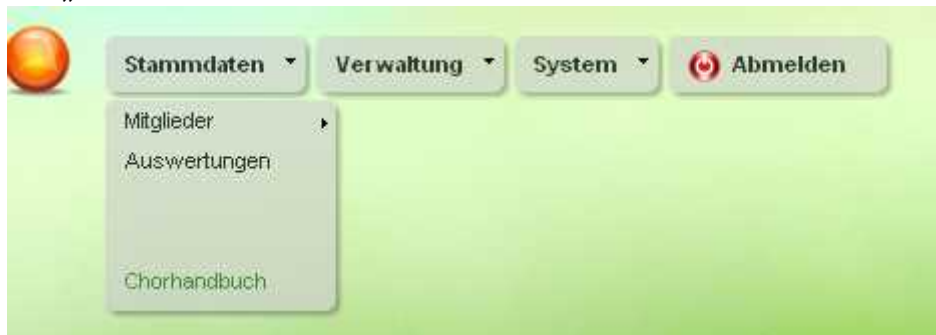 Stammdaten Verwaltung System Abmelden
Mitglieder
Auswertungen
Chorhandbuch